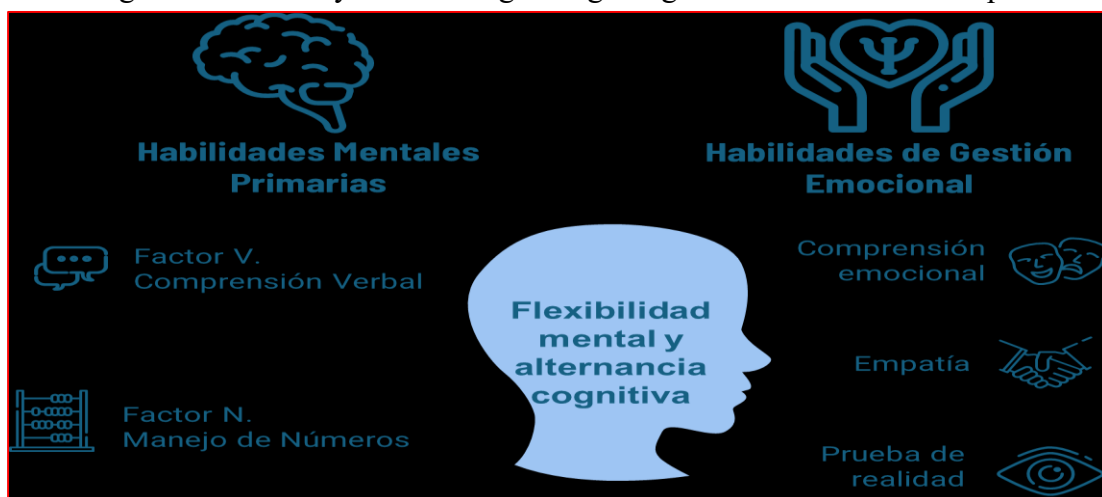 Habilidades Mentales
Primarias
Factor V.
Comprensión Verbal
Factor N.
Manejo de Números
Flexibilidad
mental y
alternancia
cognitiva
Habilidades de Gestión
Emocional
Comprensión
emocional
Empatía
Prueba de
realidad